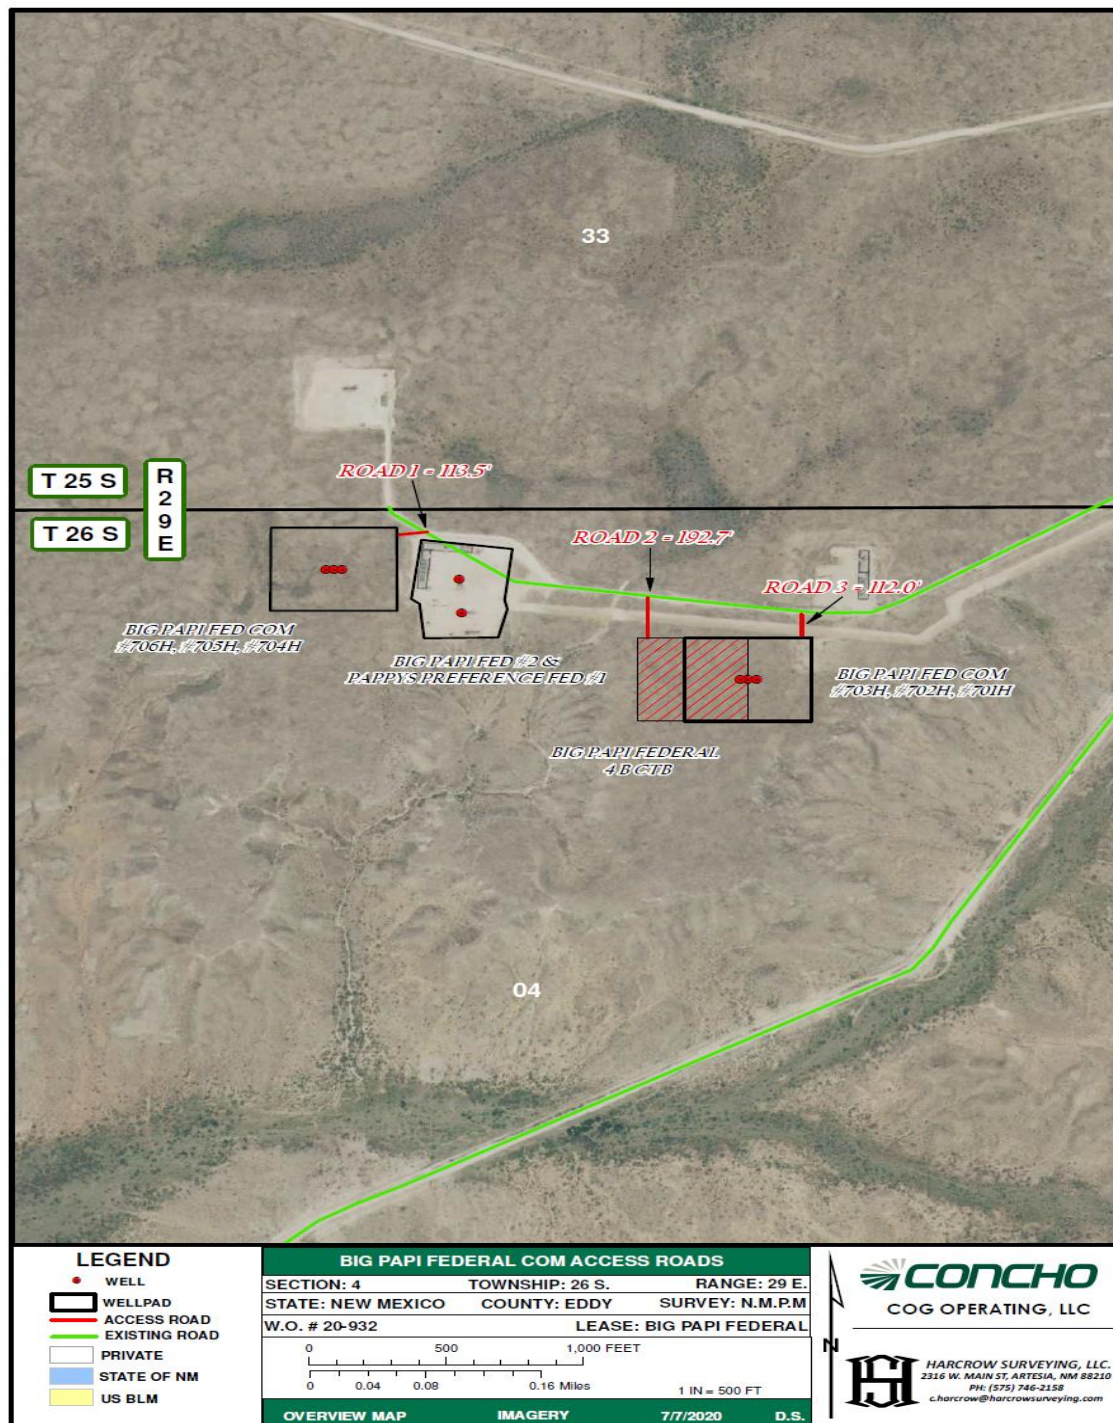 33
ROAD 1 - 113.5'
T 25 S
R
2
9
E
T 26 S
ROAD 2 - 192.7'
ROAD 3 - 112.0'
BIG PAPI FED COM
#706H, #705H, #704H
BIG PAPI FED #2 &
PAPPYS PREFERENCE FED #1
BIG PAPI FED COM
#703H, #702H, #701H
BIG PAPI FEDERAL
4 B CTB
04
LEGEND
WELL
WELLPAD
ACCESS ROAD
EXISTING ROAD
PRIVATE
STATE OF NM
US BLM
BIG PAPI FEDERAL COM ACCESS ROADS
SECTION: 4 TOWNSHIP: 26 S. RANGE: 29 E.
STATE: NEW MEXICO COUNTY: EDDY SURVEY: N.M.P.M
W.O. # 20-932 LEASE: BIG PAPI FEDERAL
0 500 1,000 FEET
0 0.04 0.08 0.16 Miles
1 IN = 500 FT
OVERVIEW MAP IMAGERY 7/7/2020 D.S.
N
CONCHO
COG OPERATING, LLC
HS
HARCROW SURVEYING, LLC.
2316 W. MAIN ST, ARTESIA, NM 88210
PH: (575) 746-2158
c.harcrow@harcrowsurveying.com